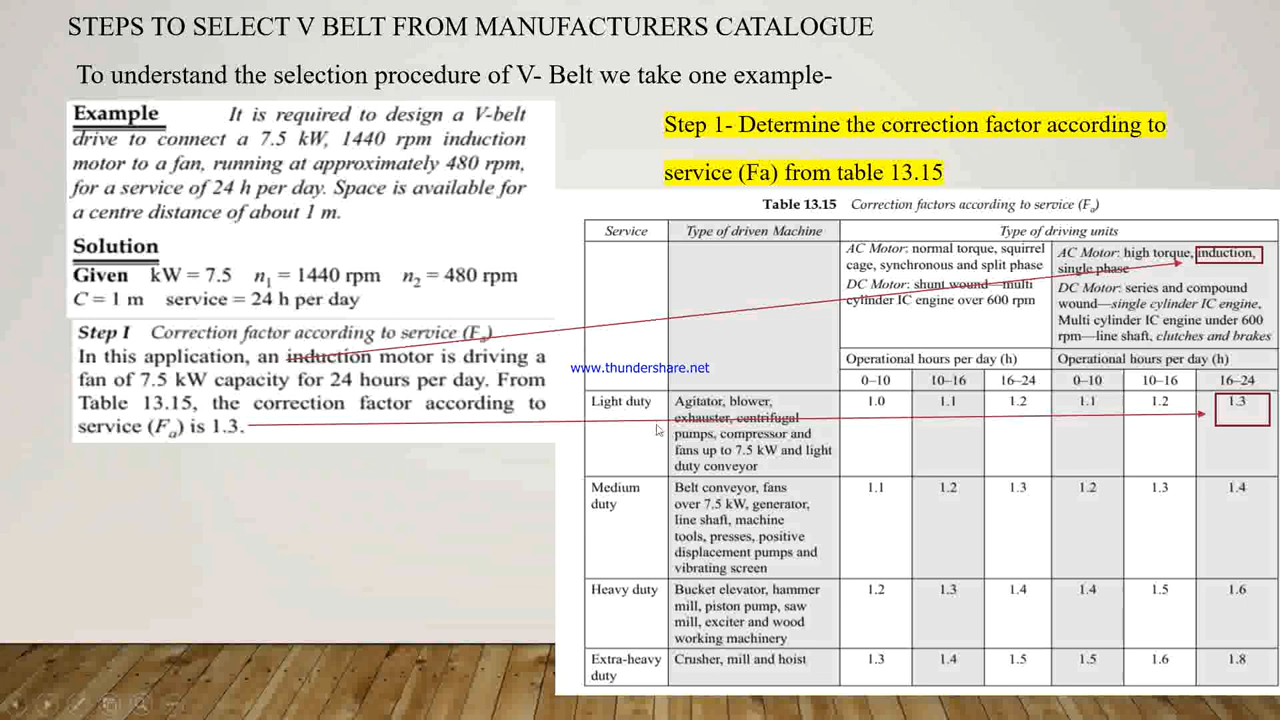 STEPS TO SELECT V BELT FROM MANUFACTURERS CATALOGUE
To understand the selection procedure of V- Belt we take one example-
Example It is required to design a V-belt
drive to connect a 7.5 kW, 1440 rpm induction
motor to a fan, running at approximately 480 rpm,
for a service of 24 h per day. Space is available for
a centre distance of about 1 m.
Solution
Given kW = 7.5 n₁ = 1440 rpm n₂ = 480 rpm
C = 1 m service = 24 h per day
Step I Correction factor according to service (Fₐ)
In this application, an induction motor is driving a
fan of 7.5 kW capacity for 24 hours per day. From
Table 13.15, the correction factor according to
service (Fₐ) is 1.3.
Step 1- Determine the correction factor according to
service (Fa) from table 13.15
Table 13.15 Correction factors according to service (Fₐ)
Service Type of driven Machine Type of driving units
AC Motor: normal torque, squirrel
cage, synchronous and split phase
DC Motor: shunt wound—multi
cylinder IC engine over 600 rpm
AC Motor: high torque, induction,
single phase
DC Motor: series and compound
wound—single cylinder IC engine,
Multi cylinder IC engine under 600
rpm—line shaft, clutches and brakes
Operational hours per day (h) Operational hours per day (h)
0–10 10–16 16–24 0–10 10–16 16–24
Light duty Agitator, blower, 1.0 1.1 1.2 1.1 1.2 1.3
exhauster, centrifugal
pumps, compressor and
fans up to 7.5 kW and light
duty conveyor
Medium Belt conveyor, fans 1.1 1.2 1.3 1.2 1.3 1.4
duty over 7.5 kW, generator,
line shaft, machine
tools, presses, positive
displacement pumps and
vibrating screen
Heavy duty Bucket elevator, hammer 1.2 1.3 1.4 1.4 1.5 1.6
mill, piston pump, saw
mill, exciter and wood
working machinery
Extra-heavy Crusher, mill and hoist 1.3 1.4 1.5 1.5 1.6 1.8
duty
www.thundershare.net